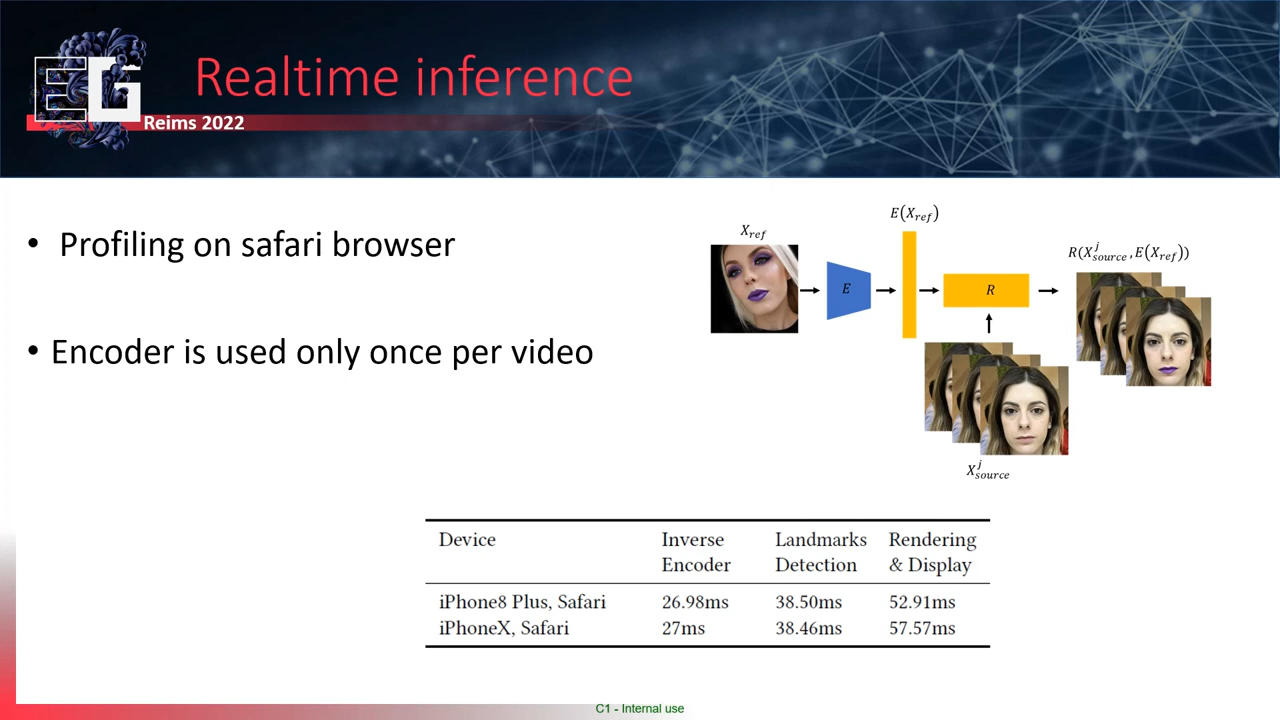 EG
Realtime inference
Reims 2022
• Profiling on safari browser
• Encoder is used only once per video
E(X_ref)
X_ref
R(X^j_source, E(X_ref))
E
R
X^j_source
Device Inverse Encoder Landmarks Detection Rendering & Display
iPhone8 Plus, Safari 26.98ms 38.50ms 52.91ms
iPhoneX, Safari 27ms 38.46ms 57.57ms
C1 - Internal use